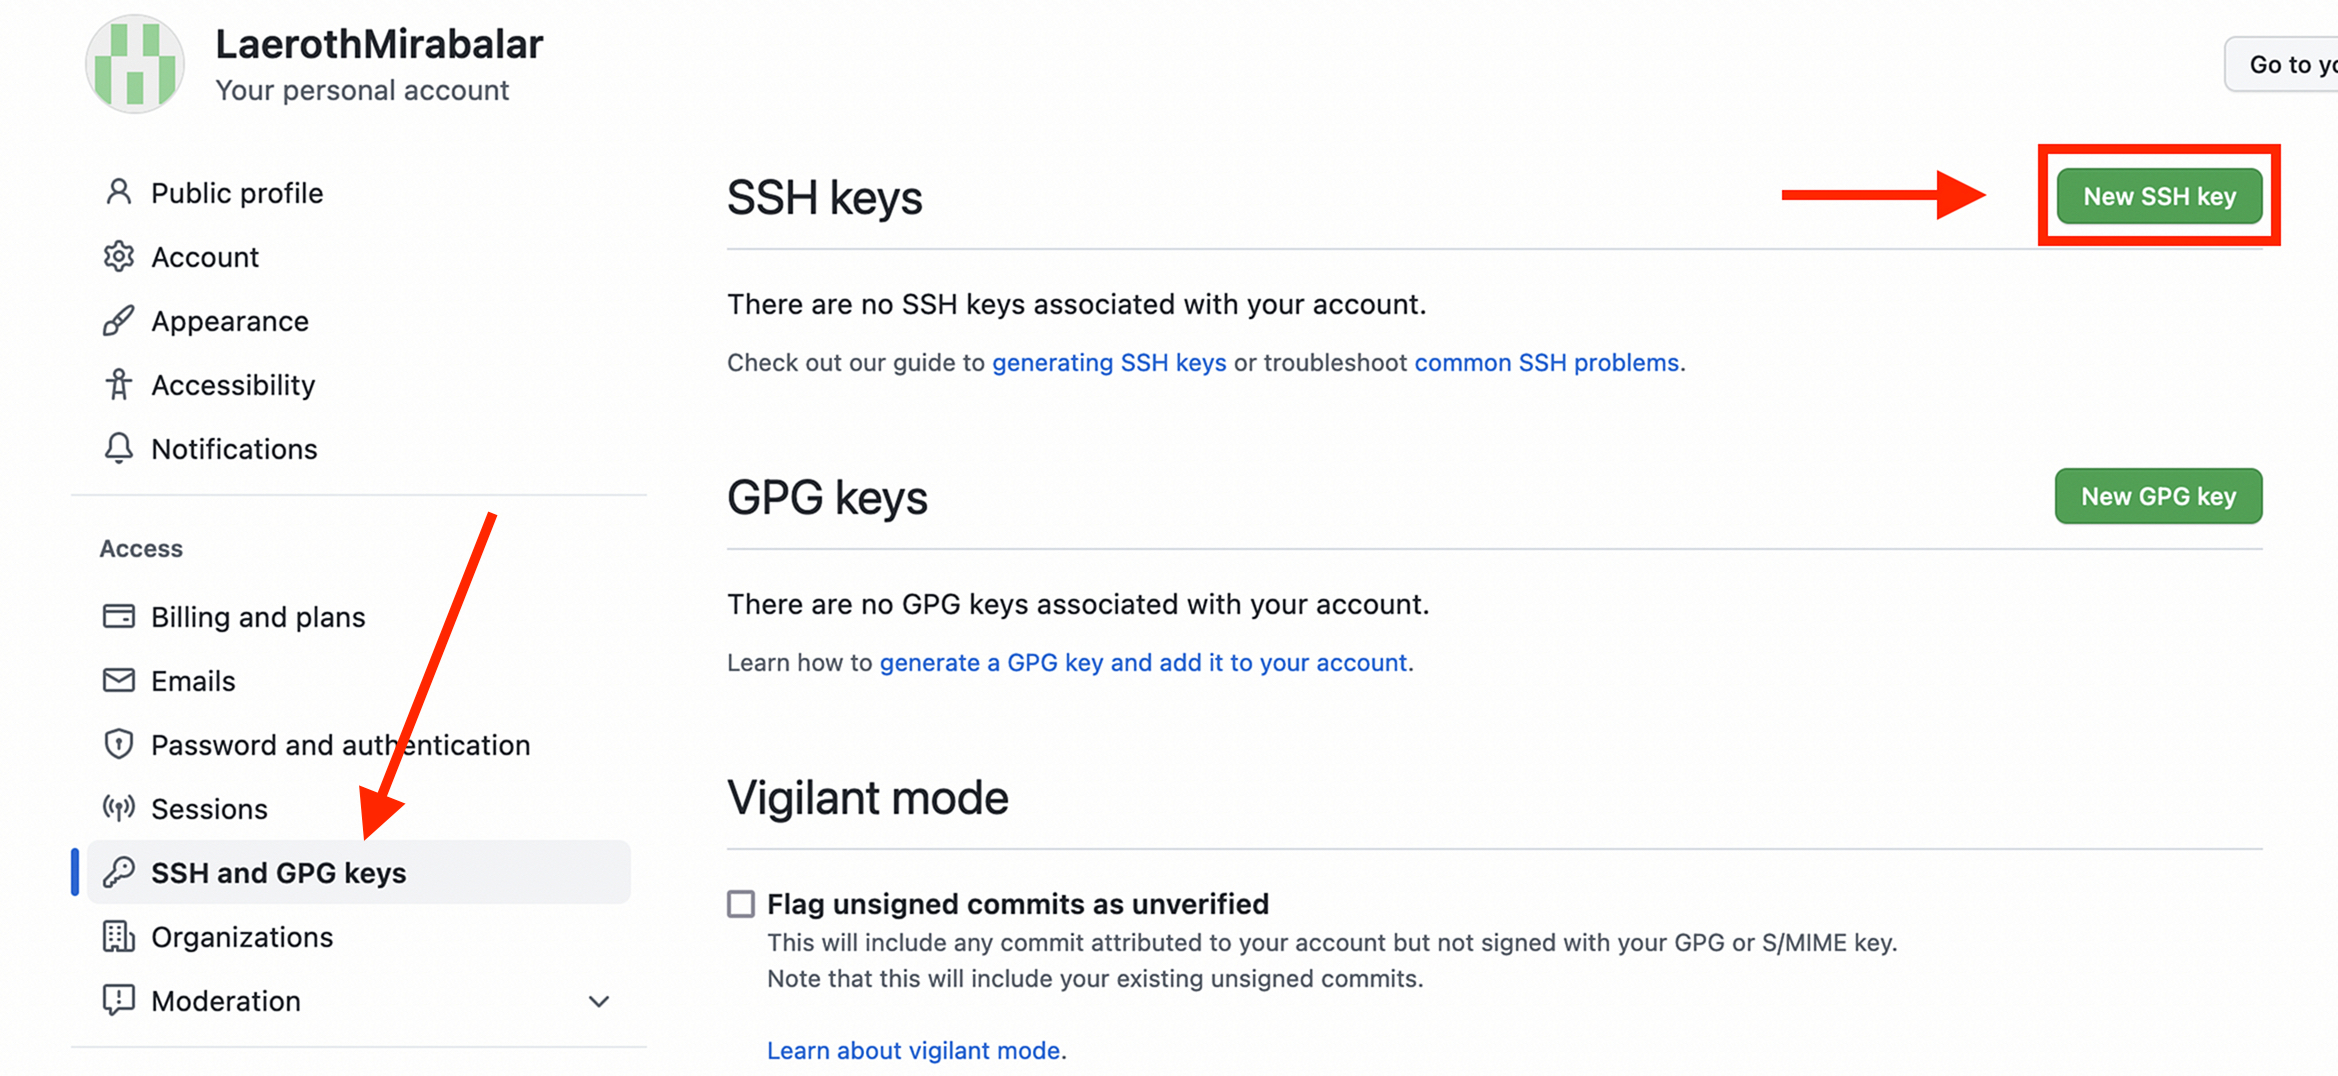 LaerothMirabalar
Your personal account
Go to yo
Public profile
Account
Appearance
Accessibility
Notifications
Access
Billing and plans
Emails
Password and authentication
Sessions
SSH and GPG keys
Organizations
Moderation
SSH keys
New SSH key
There are no SSH keys associated with your account.
Check out our guide to generating SSH keys or troubleshoot common SSH problems.
GPG keys
New GPG key
There are no GPG keys associated with your account.
Learn how to generate a GPG key and add it to your account.
Vigilant mode
Flag unsigned commits as unverified
This will include any commit attributed to your account but not signed with your GPG or S/MIME key.
Note that this will include your existing unsigned commits.
Learn about vigilant mode.